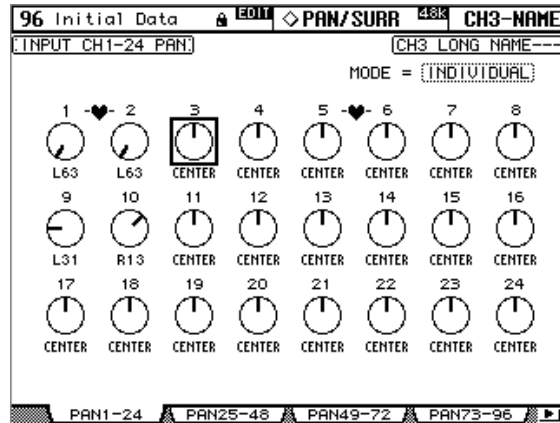 96 Initial Data EDIT ◇PAN/SURR 48k CH3-NAME
INPUT CH1-24 PAN CH3 LONG NAME---
MODE = INDIVIDUAL
1 -♥- 2 3 4 5 -♥- 6 7 8
L63 L63 CENTER CENTER CENTER CENTER CENTER CENTER
9 10 11 12 13 14 15 16
L31 R13 CENTER CENTER CENTER CENTER CENTER CENTER
17 18 19 20 21 22 23 24
CENTER CENTER CENTER CENTER CENTER CENTER CENTER CENTER
PAN1-24 PAN25-48 PAN49-72 PAN73-96